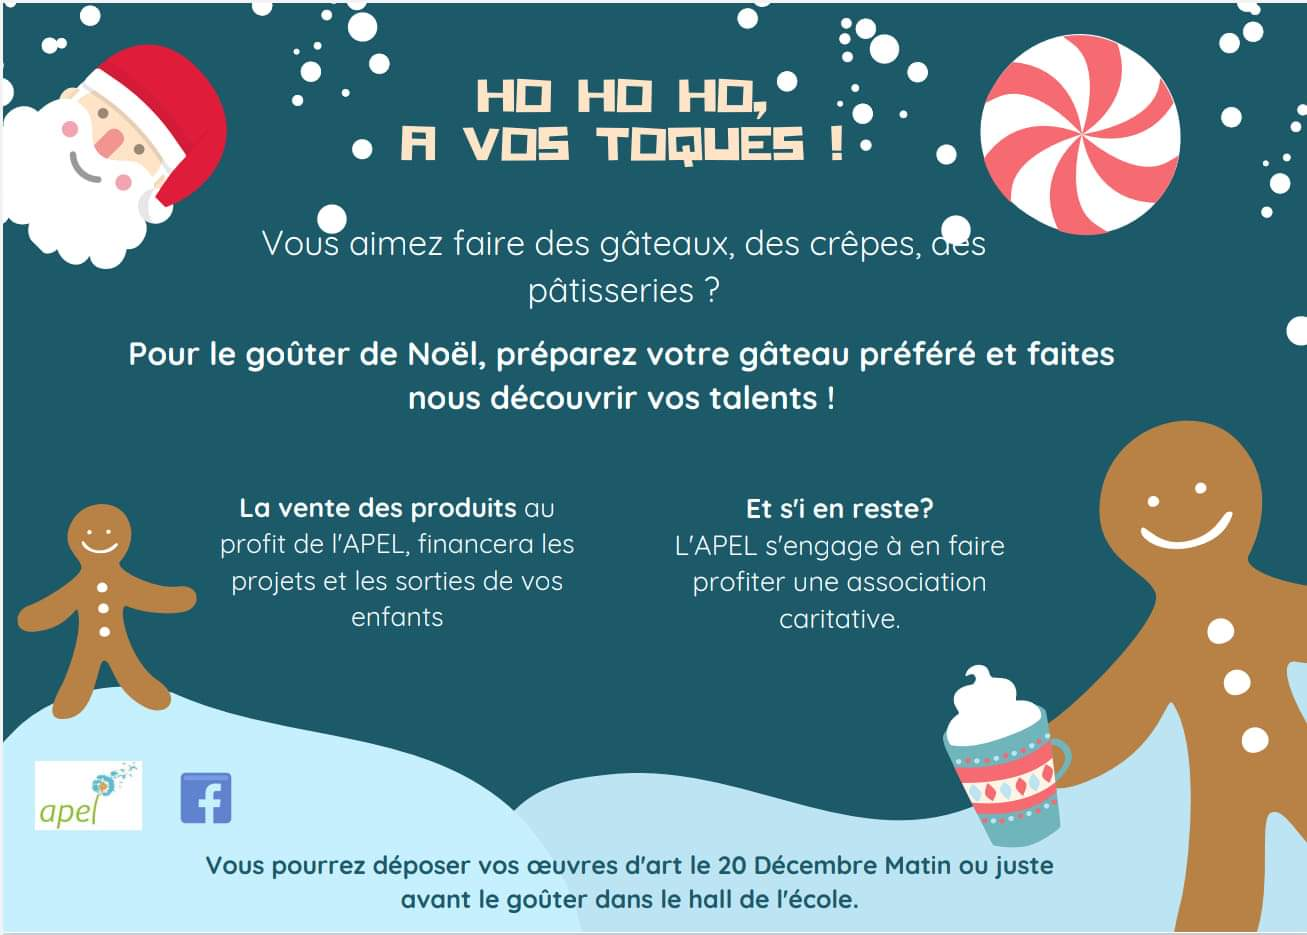 HO HO HO,
A VOS TOQUES !
Vous aimez faire des gâteaux, des crêpes, des
pâtisseries ?
Pour le goûter de Noël, préparez votre gâteau préféré et faites
nous découvrir vos talents !
La vente des produits au
profit de l'APEL, financera les
projets et les sorties de vos
enfants
Et s'i en reste?
L'APEL s'engage à en faire
profiter une association
caritative.
apel
f
Vous pourrez déposer vos œuvres d'art le 20 Décembre Matin ou juste
avant le goûter dans le hall de l'école.